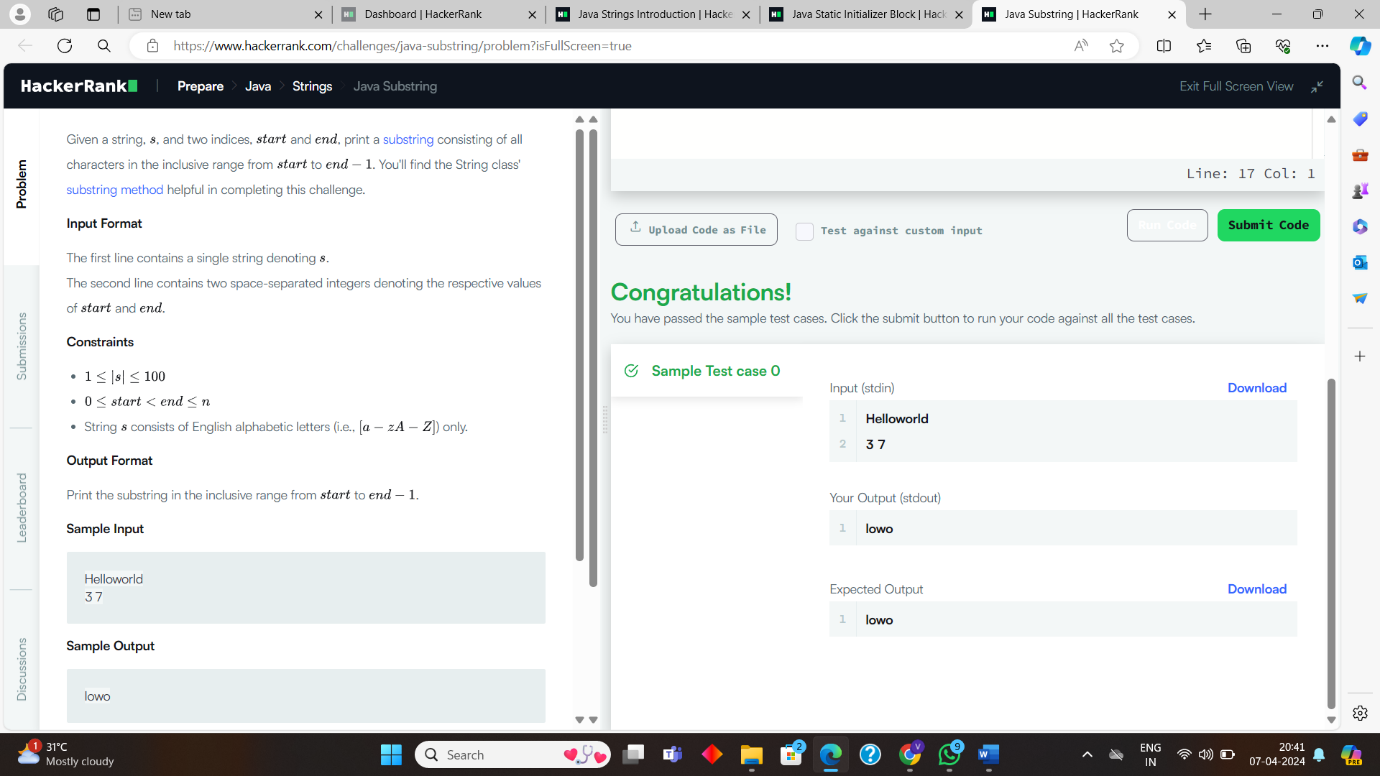 New tab
Dashboard | HackerRank
Java Strings Introduction | Hacke
Java Static Initializer Block | Hack
Java Substring | HackerRank
https://www.hackerrank.com/challenges/java-substring/problem?isFullScreen=true
HackerRank
Prepare > Java > Strings > Java Substring
Exit Full Screen View
Problem
Submissions
Leaderboard
Discussions
Given a string, s, and two indices, start and end, print a substring consisting of all
characters in the inclusive range from start to end − 1. You'll find the String class'
substring method helpful in completing this challenge.
Input Format
The first line contains a single string denoting s.
The second line contains two space-separated integers denoting the respective values
of start and end.
Constraints
• 1 ≤ |s| ≤ 100
• 0 ≤ start < end ≤ n
• String s consists of English alphabetic letters (i.e., [a − zA − Z]) only.
Output Format
Print the substring in the inclusive range from start to end − 1.
Sample Input
Helloworld
3 7
Sample Output
lowo
Line: 17 Col: 1
Upload Code as File
Test against custom input
Run Code
Submit Code
Congratulations!
You have passed the sample test cases. Click the submit button to run your code against all the test cases.
Sample Test case 0
Input (stdin)
Download
1 Helloworld
2 3 7
Your Output (stdout)
1 lowo
Expected Output
Download
1 lowo
1
31°C
Mostly cloudy
Search
2
V
9
ENG
IN
20:41
07-04-2024
PRE